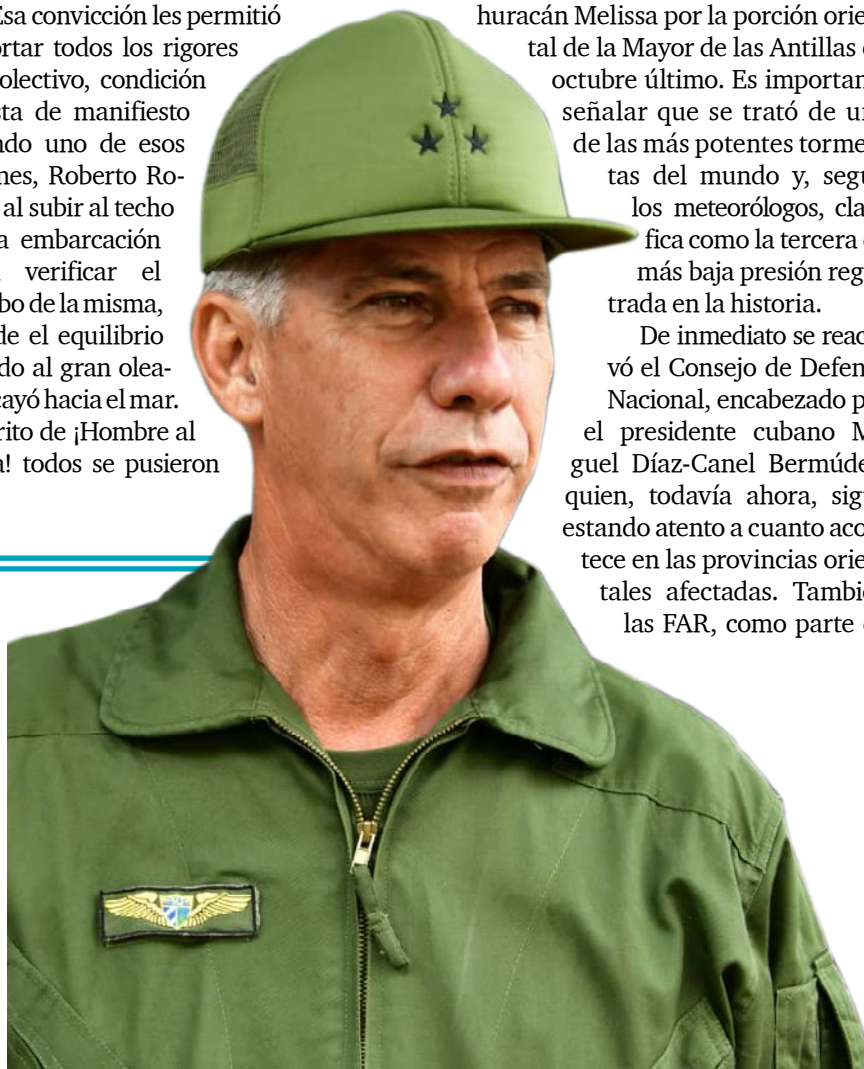 Esa convicción les permitió
ortar todos los rigores
olectivo, condición
sta de manifiesto
ndo uno de esos
nes, Roberto Ro-
al subir al techo
a embarcación
verificar el
bo de la misma,
de el equilibrio
do al gran olea-
cayó hacia el mar.
rito de ¡Hombre al
a! todos se pusieron
huracán Melissa por la porción orie
tal de la Mayor de las Antillas
octubre último. Es importan
señalar que se trató de un
de las más potentes torme
tas del mundo y, segú
los meteorólogos, cla
fica como la tercera
más baja presión reg
trada en la historia.
De inmediato se reac
vó el Consejo de Defen
Nacional, encabezado p
el presidente cubano M
guel Díaz-Canel Bermúde
quien, todavía ahora, sig
estando atento a cuanto aco
tece en las provincias orie
tales afectadas. Tambié
las FAR, como parte